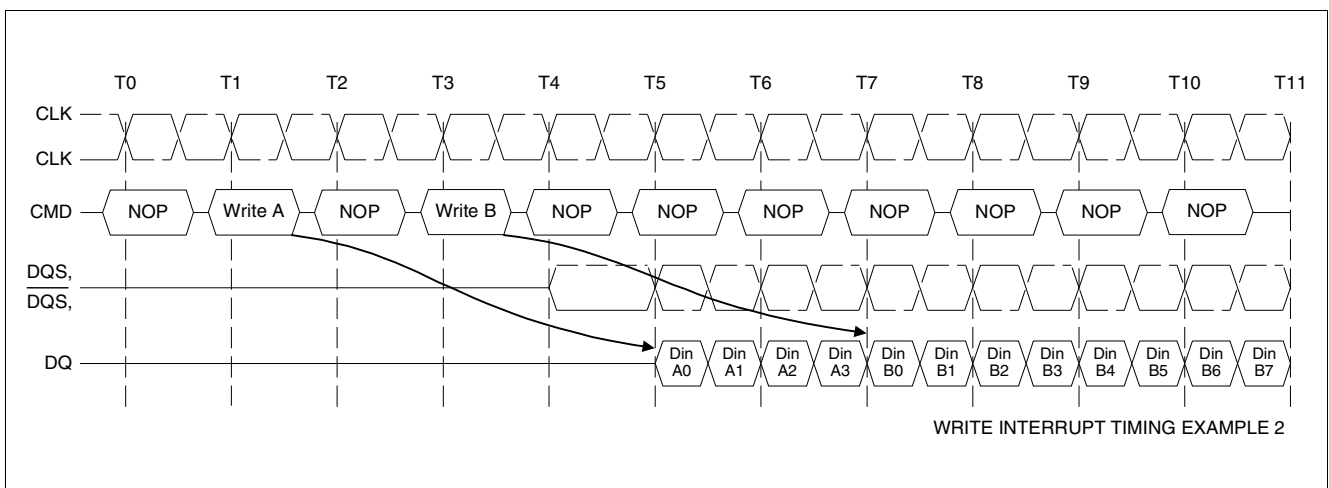 T0 T1 T2 T3 T4 T5 T6 T7 T8 T9 T10 T11
CLK
CLK
CMD NOP Write A NOP Write B NOP NOP NOP NOP NOP NOP NOP
DQS,
DQS,
DQ Din A0 Din A1 Din A2 Din A3 Din B0 Din B1 Din B2 Din B3 Din B4 Din B5 Din B6 Din B7
WRITE INTERRUPT TIMING EXAMPLE 2